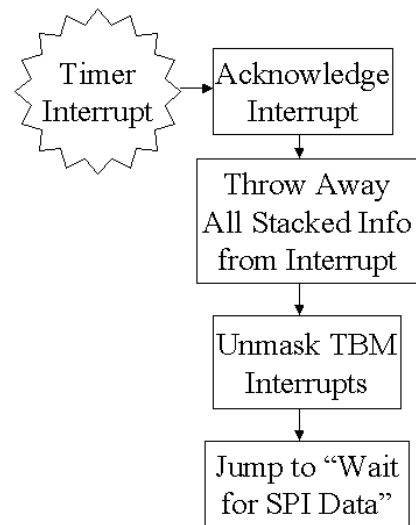 Timer
Interrupt
Acknowledge
Interrupt
Throw Away
All Stacked Info
from Interrupt
Unmask TBM
Interrupts
Jump to “Wait
for SPI Data”